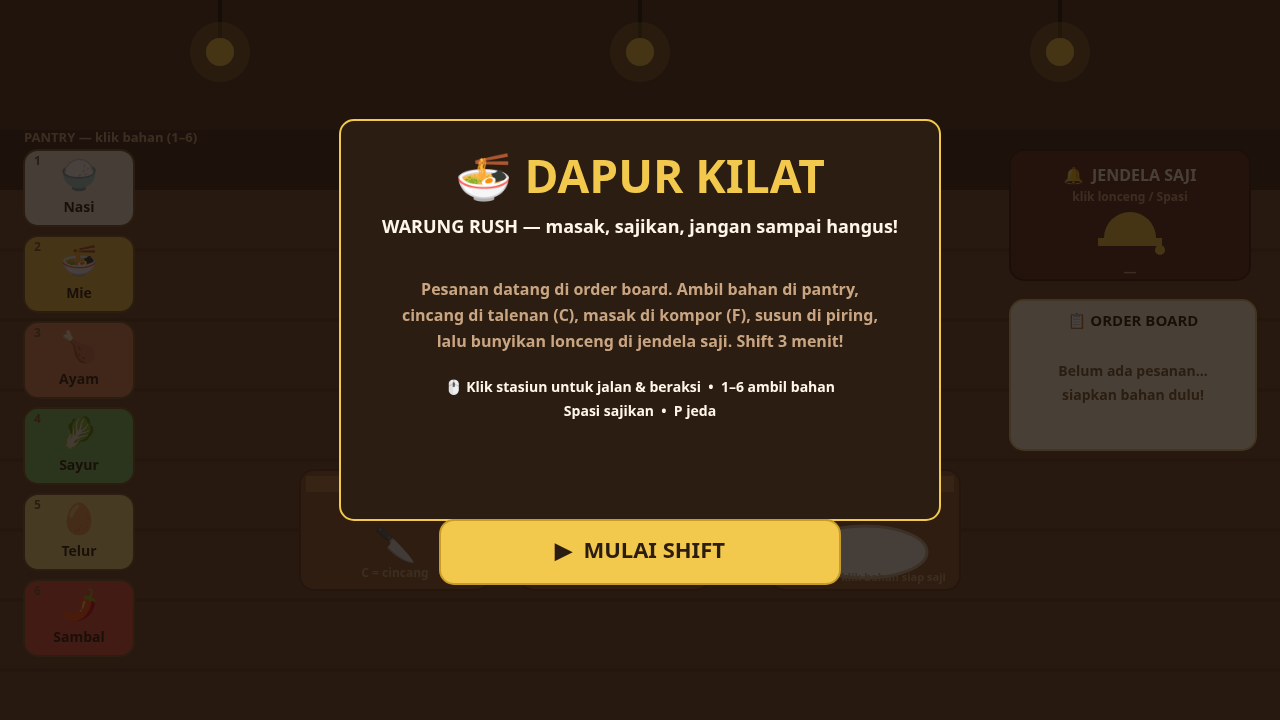 PANTRY — klik bahan (1–6)
1
Nasi
2
Mie
3
Ayam
4
Sayur
5
Telur
6
Sambal
DAPUR KILAT
WARUNG RUSH — masak, sajikan, jangan sampai hangus!
Pesanan datang di order board. Ambil bahan di pantry,
cincang di talenan (C), masak di kompor (F), susun di piring,
lalu bunyikan lonceng di jendela saji. Shift 3 menit!
Klik stasiun untuk jalan & beraksi • 1–6 ambil bahan
Spasi sajikan • P jeda
▶ MULAI SHIFT
C = cincang
siap saji
JENDELA SAJI
klik lonceng / Spasi
—
ORDER BOARD
Belum ada pesanan...
siapkan bahan dulu!